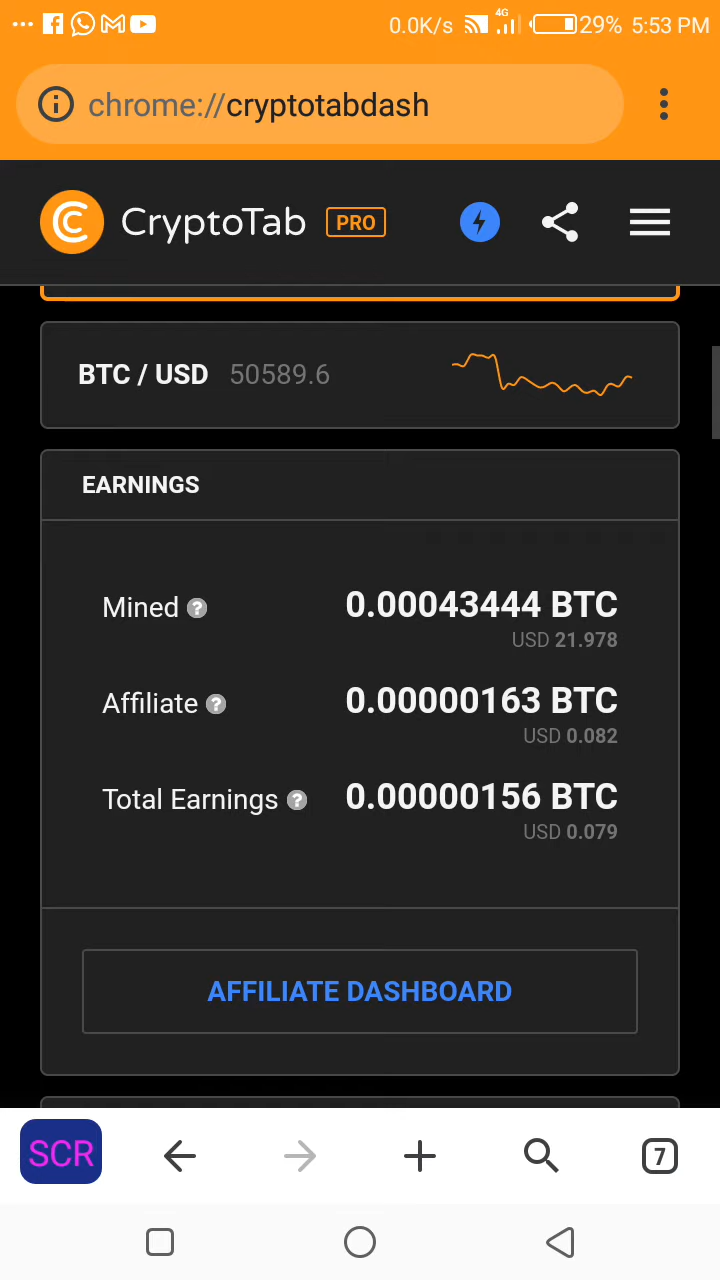 0.0K/s 4G 29% 5:53 PM
chrome://cryptotabdash
CryptoTab PRO
BTC / USD 50589.6
EARNINGS
Mined ? 0.00043444 BTC
USD 21.978
Affiliate ? 0.00000163 BTC
USD 0.082
Total Earnings ? 0.00000156 BTC
USD 0.079
AFFILIATE DASHBOARD
SCR 7